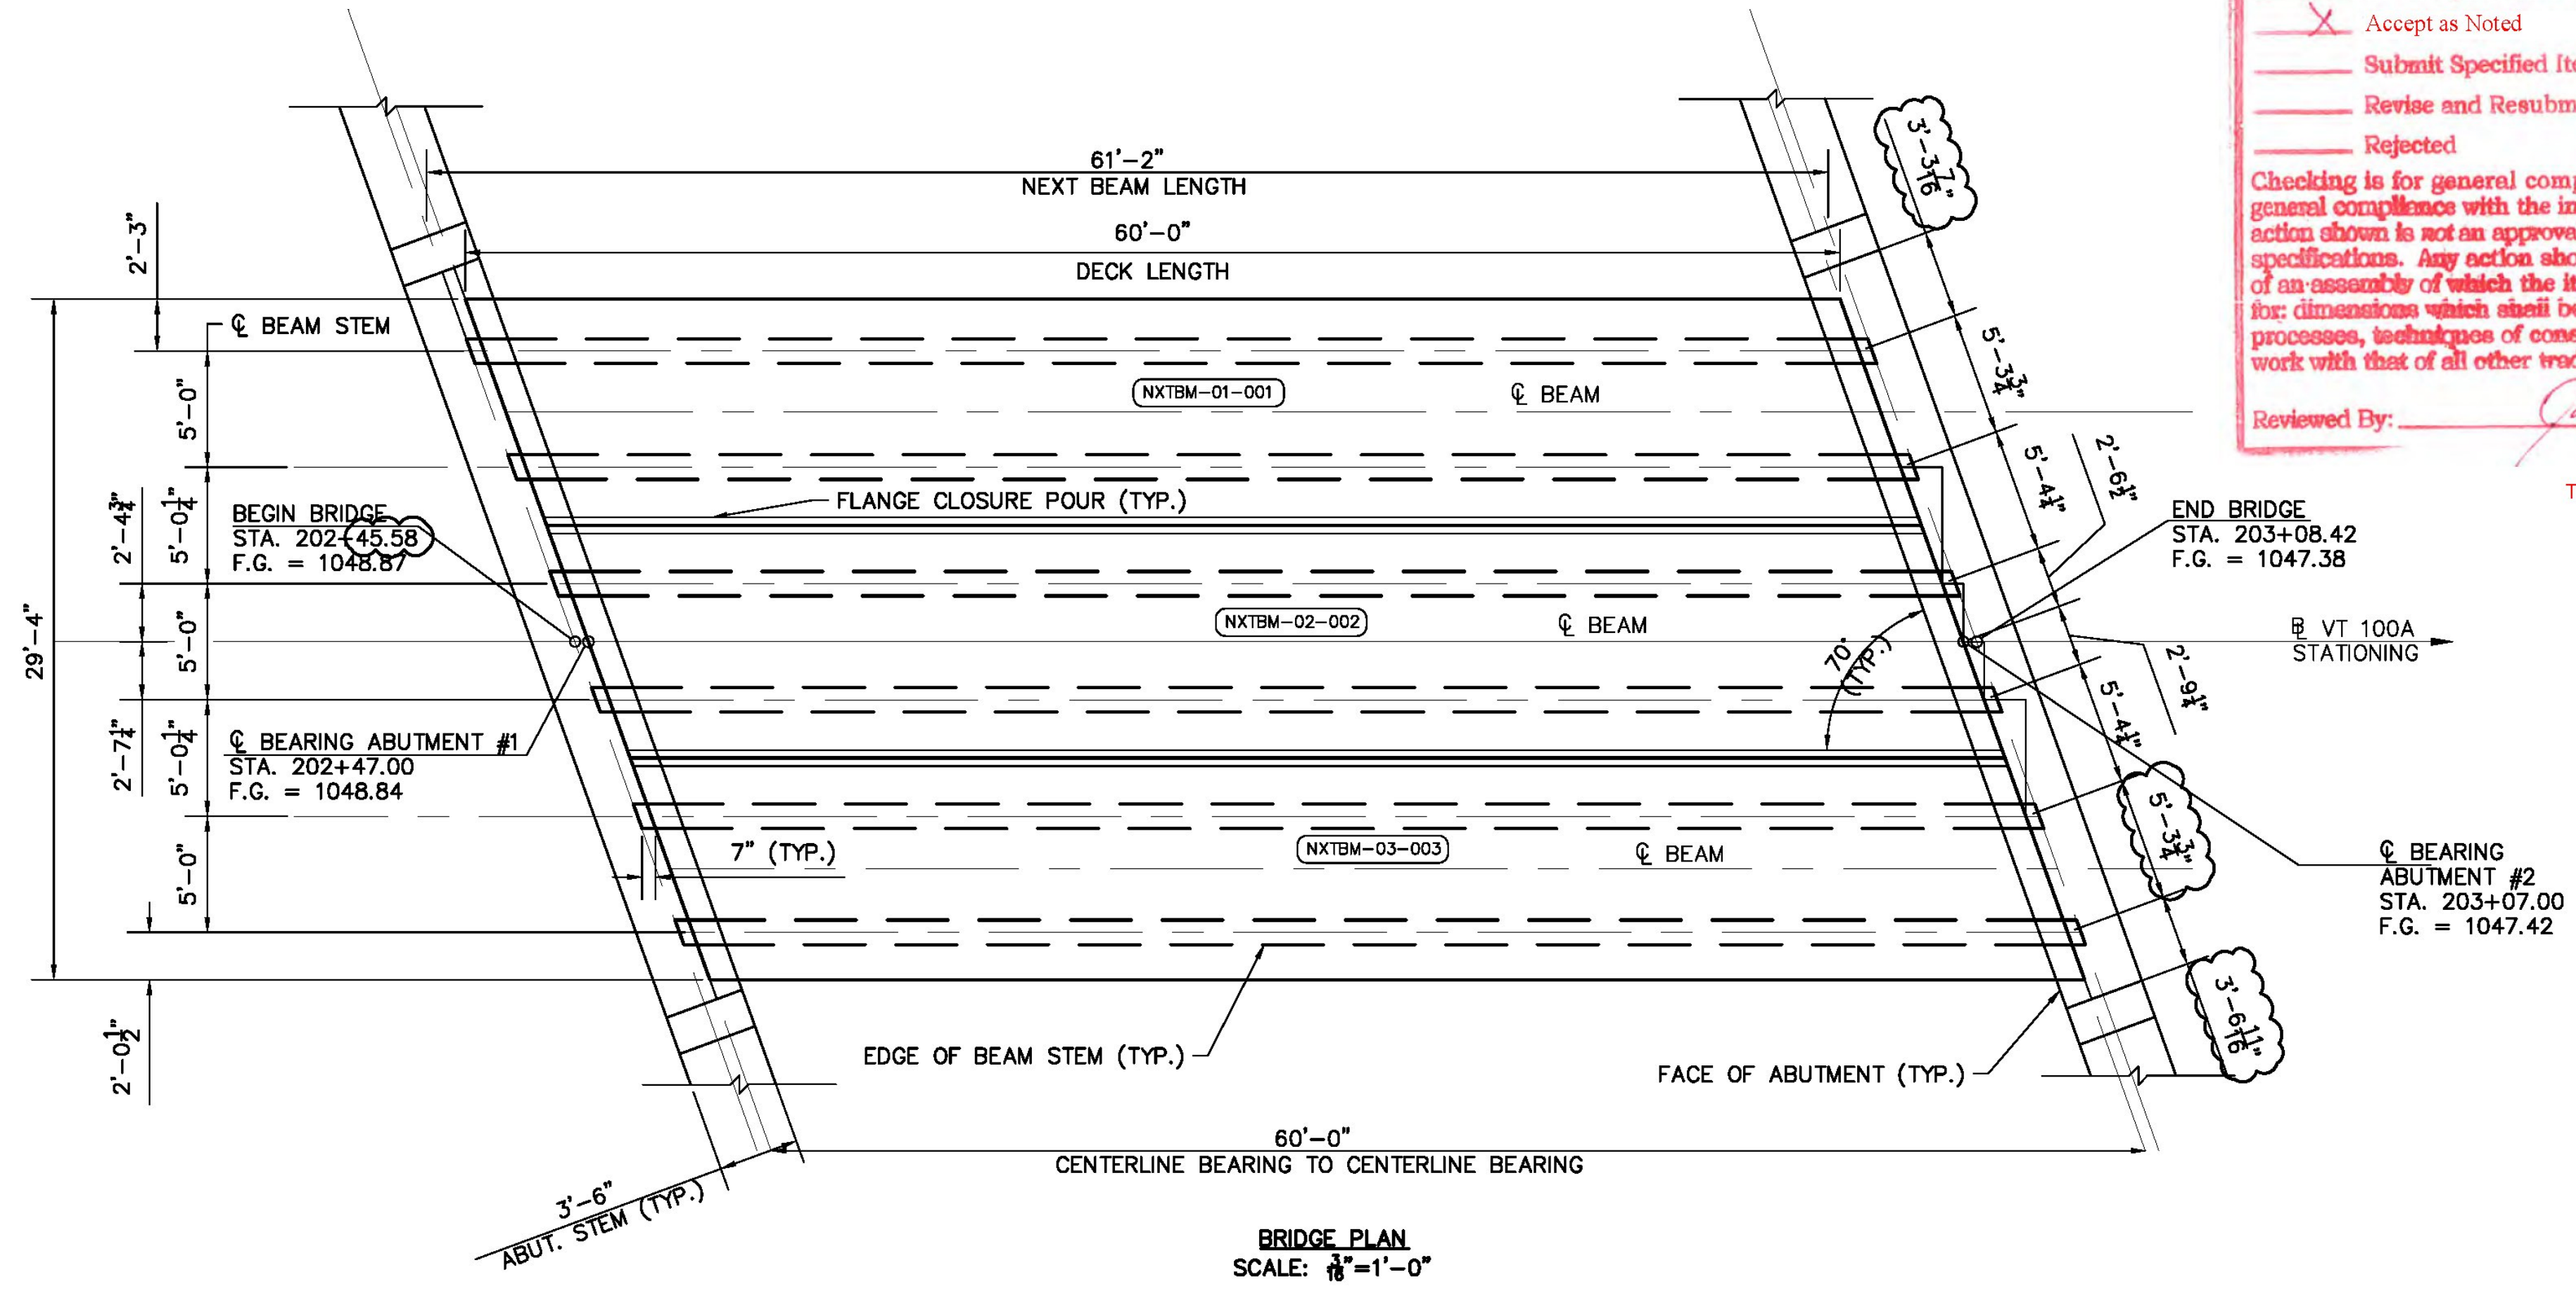 X Accept as Noted
Submit Specified
Revise and
Rejected
Checking is for general
general compliance with the
action shown is not an
specifications. Any action
of an assembly of which the
for: dimensions which shall
processes, techniques of
work with that of all other
Reviewed By:
T
61'-2"
NEXT BEAM LENGTH
60'-0"
DECK LENGTH
2'-3"
℄ BEAM STEM
5'-0"
5'-0 1/4"
5'-0"
5'-0 1/4"
5'-0"
2'-4 3/4"
2'-7 1/4"
29'-4"
2'-0 1/2"
NXTBM-01-001
℄ BEAM
FLANGE CLOSURE POUR (TYP.)
BEGIN BRIDGE
STA. 202+45.58
F.G. = 1048.87
NXTBM-02-002
℄ BEAM
70° (TYP.)
℄ BEARING ABUTMENT #1
STA. 202+47.00
F.G. = 1048.84
7" (TYP.)
NXTBM-03-003
℄ BEAM
3'-3 7/16"
5'-3 3/4"
5'-4 1/4"
2'-6 1/2"
2'-9 1/4"
5'-4 1/4"
5'-3 3/4"
3'-6 11/16"
END BRIDGE
STA. 203+08.42
F.G. = 1047.38
BL VT 100A
STATIONING
℄ BEARING
ABUTMENT #2
STA. 203+07.00
F.G. = 1047.42
EDGE OF BEAM STEM (TYP.)
FACE OF ABUTMENT (TYP.)
60'-0"
CENTERLINE BEARING TO CENTERLINE BEARING
3'-6"
ABUT. STEM (TYP.)
BRIDGE PLAN
SCALE: 3/16"=1'-0"